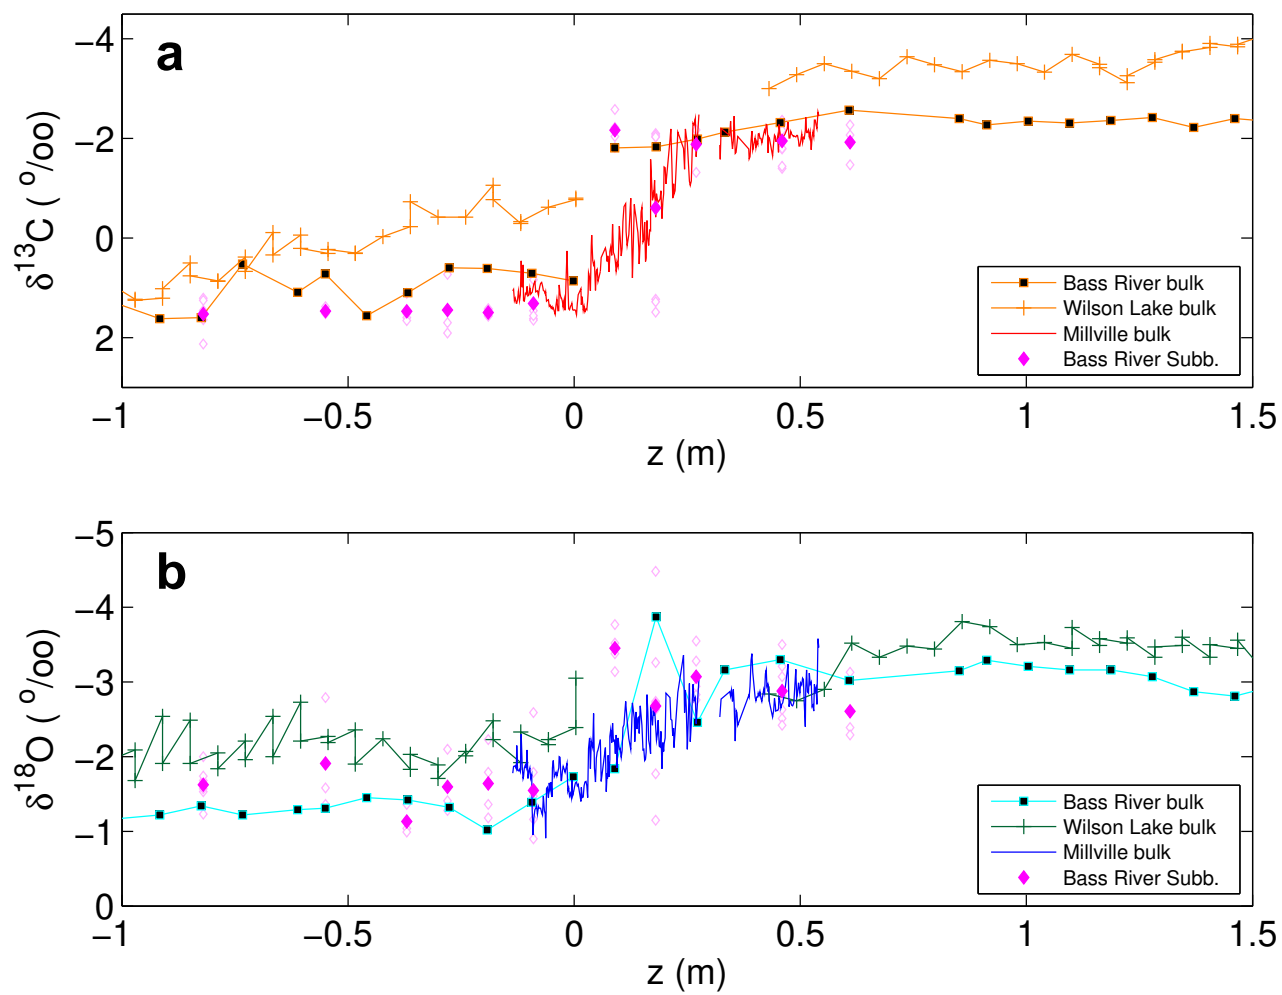 a
−4
−2
0
2
δ13C ( o/oo)
Bass River bulk
Wilson Lake bulk
Millville bulk
Bass River Subb.
−1 −0.5 0 0.5 1 1.5
z (m)
b
−5
−4
−3
−2
−1
0
δ18O ( o/oo)
Bass River bulk
Wilson Lake bulk
Millville bulk
Bass River Subb.
−1 −0.5 0 0.5 1 1.5
z (m)